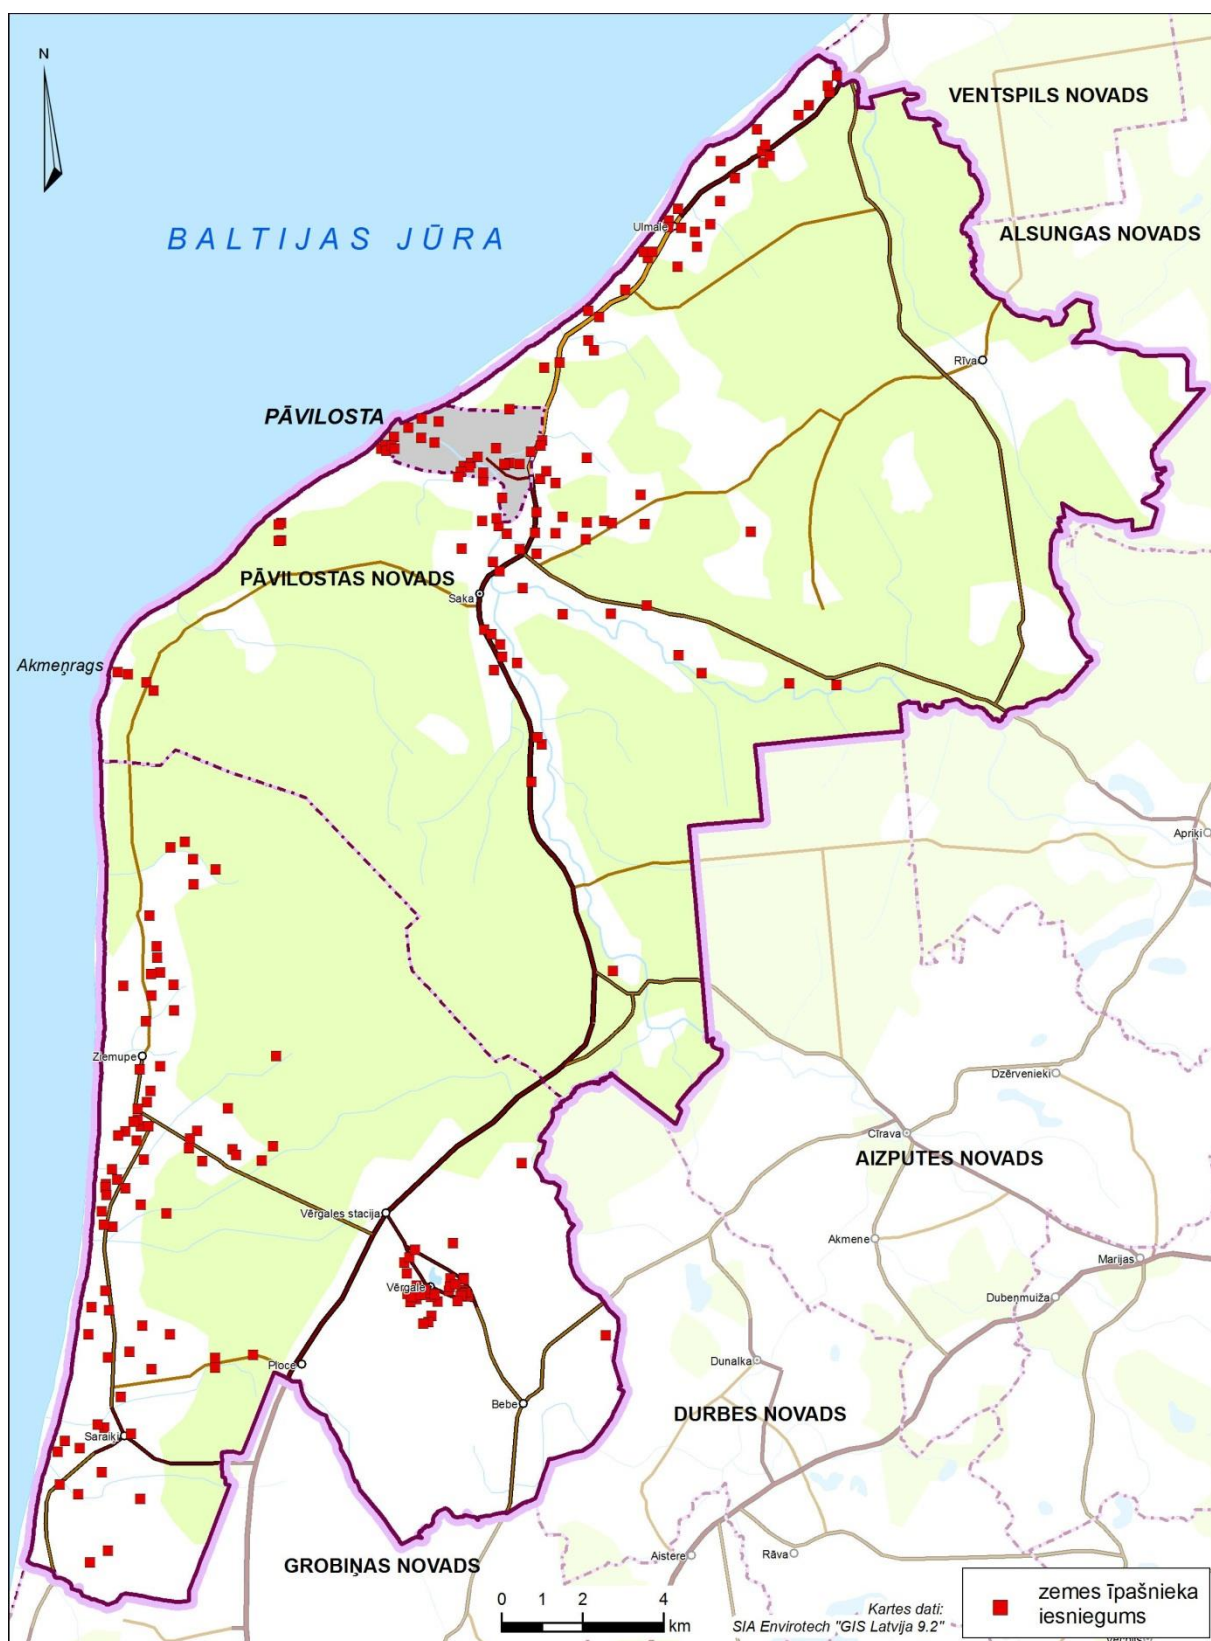 N
VENTSPILS NOVADS
BALTIJAS JŪRA
Ulmale
ALSUNGAS NOVADS
Rīva
PĀVILOSTA
PĀVILOSTAS NOVADS
Saka
Akmeņrags
Apriķi
Ziemupe
Dzērvenieki
Cīrava
AIZPUTES NOVADS
Vērgales stacija
Akmene
Marijas
Vērgale
Dubeņmuiža
Ploce
Dunalka
Bebe
DURBES NOVADS
Saraiķi
GROBIŅAS NOVADS
Aistere
Rāva
0 1 2 4
km
Kartes dati:
SIA Envirotech "GIS Latvija 9.2"
zemes īpašnieka
iesniegums